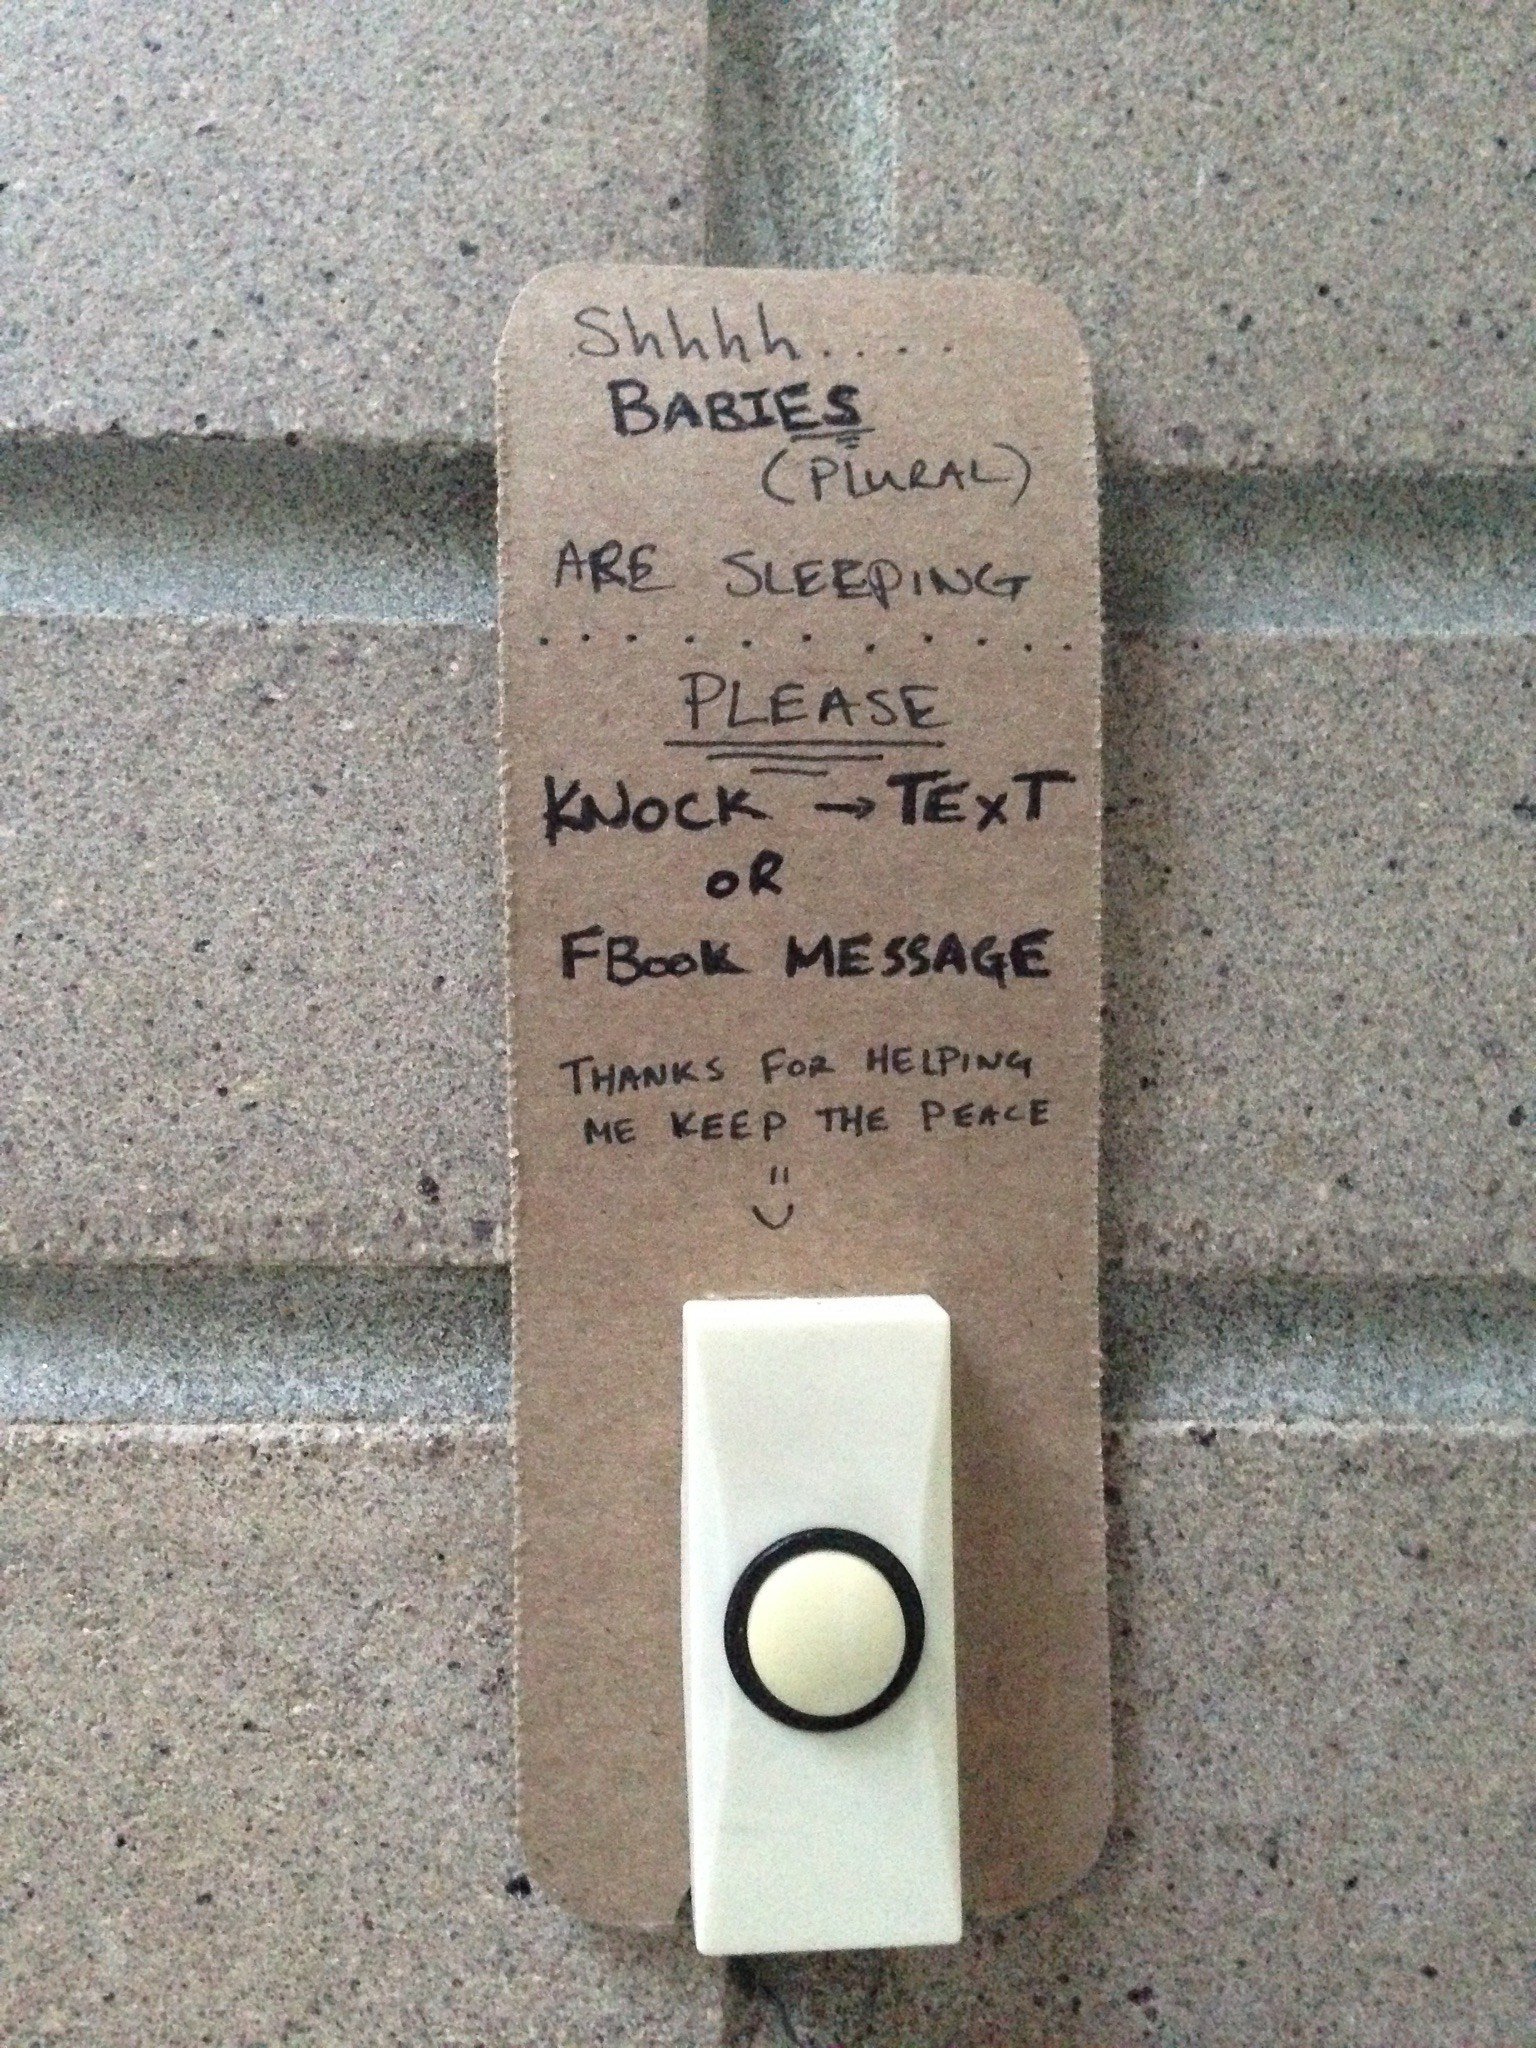 Shhhh.....
BABIES
(PLURAL)
ARE SLEEPING
............
PLEASE
KNOCK → TEXT
OR
FBOOK MESSAGE
THANKS FOR HELPING
ME KEEP THE PEACE